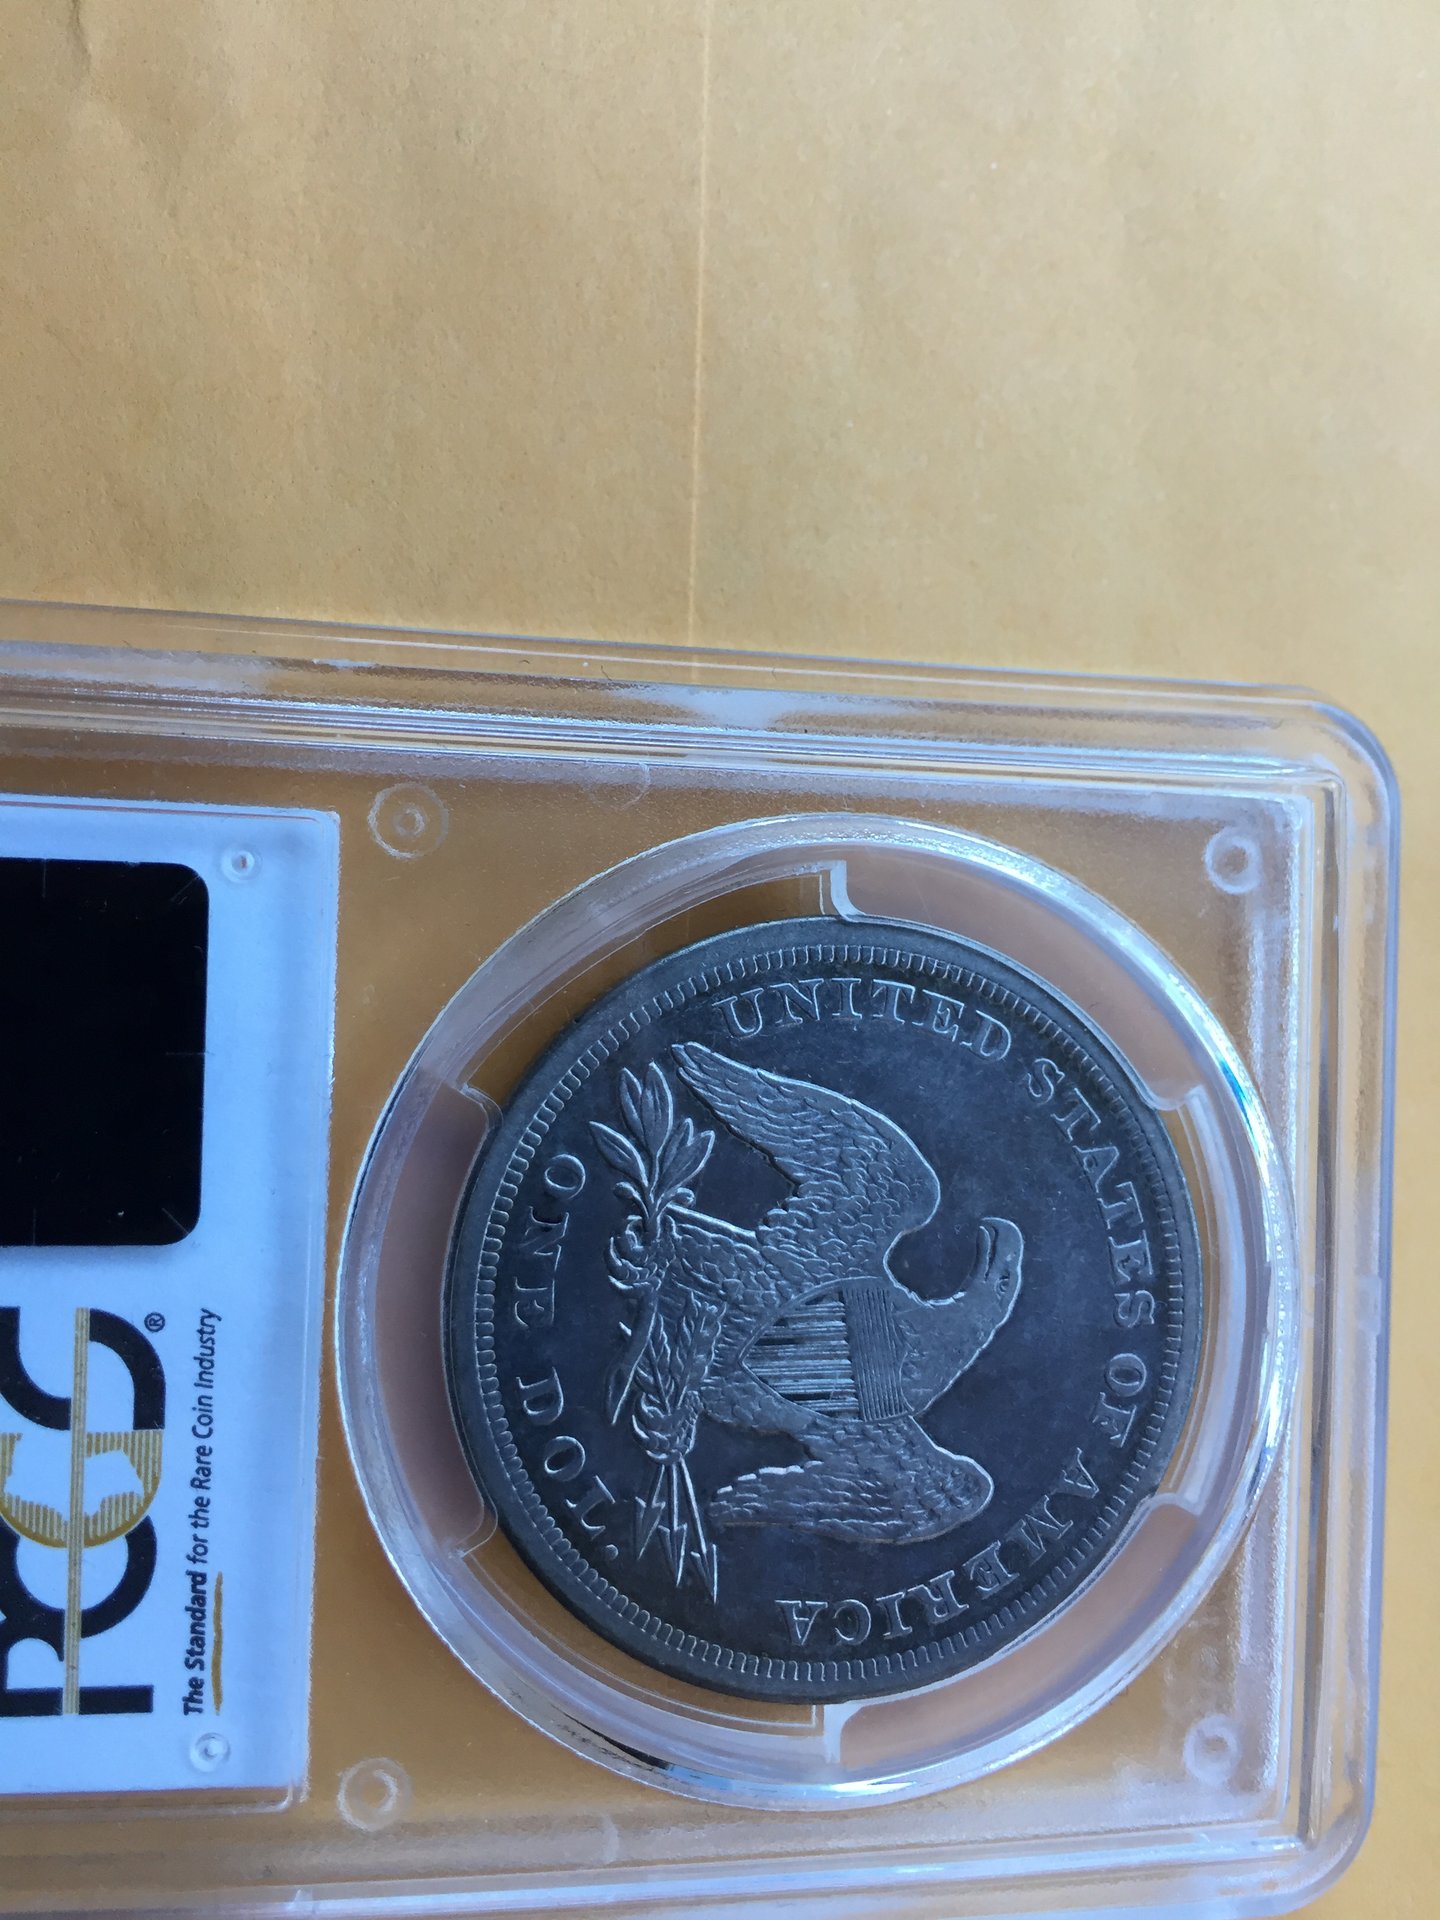 PCGS®
The Standard for the Rare Coin Industry
UNITED STATES OF AMERICA
ONE DOL.